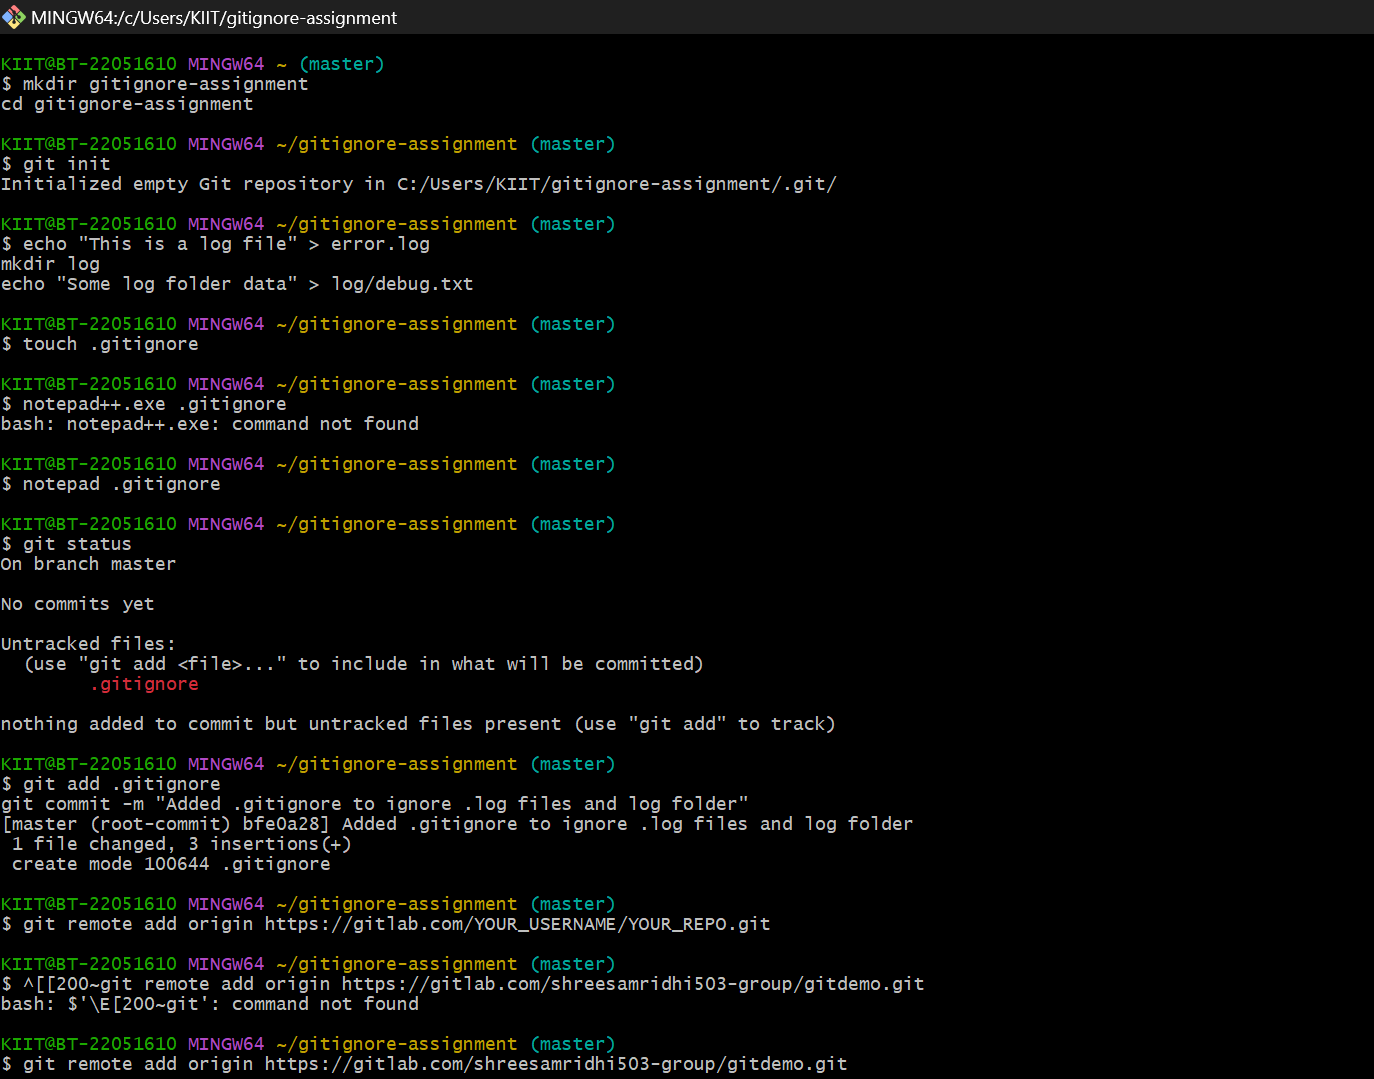 MINGW64:/c/Users/KIIT/gitignore-assignment
KIIT@BT-22051610 MINGW64 ~ (master)
$ mkdir gitignore-assignment
cd gitignore-assignment
KIIT@BT-22051610 MINGW64 ~/gitignore-assignment (master)
$ git init
Initialized empty Git repository in C:/Users/KIIT/gitignore-assignment/.git/
KIIT@BT-22051610 MINGW64 ~/gitignore-assignment (master)
$ echo "This is a log file" > error.log
mkdir log
echo "Some log folder data" > log/debug.txt
KIIT@BT-22051610 MINGW64 ~/gitignore-assignment (master)
$ touch .gitignore
KIIT@BT-22051610 MINGW64 ~/gitignore-assignment (master)
$ notepad++.exe .gitignore
bash: notepad++.exe: command not found
KIIT@BT-22051610 MINGW64 ~/gitignore-assignment (master)
$ notepad .gitignore
KIIT@BT-22051610 MINGW64 ~/gitignore-assignment (master)
$ git status
On branch master
No commits yet
Untracked files:
  (use "git add <file>..." to include in what will be committed)
        .gitignore
nothing added to commit but untracked files present (use "git add" to track)
KIIT@BT-22051610 MINGW64 ~/gitignore-assignment (master)
$ git add .gitignore
git commit -m "Added .gitignore to ignore .log files and log folder"
[master (root-commit) bfe0a28] Added .gitignore to ignore .log files and log folder
 1 file changed, 3 insertions(+)
 create mode 100644 .gitignore
KIIT@BT-22051610 MINGW64 ~/gitignore-assignment (master)
$ git remote add origin https://gitlab.com/YOUR_USERNAME/YOUR_REPO.git
KIIT@BT-22051610 MINGW64 ~/gitignore-assignment (master)
$ ^[[200~git remote add origin https://gitlab.com/shreesamridhi503-group/gitdemo.git
bash: $'\E[200~git': command not found
KIIT@BT-22051610 MINGW64 ~/gitignore-assignment (master)
$ git remote add origin https://gitlab.com/shreesamridhi503-group/gitdemo.git